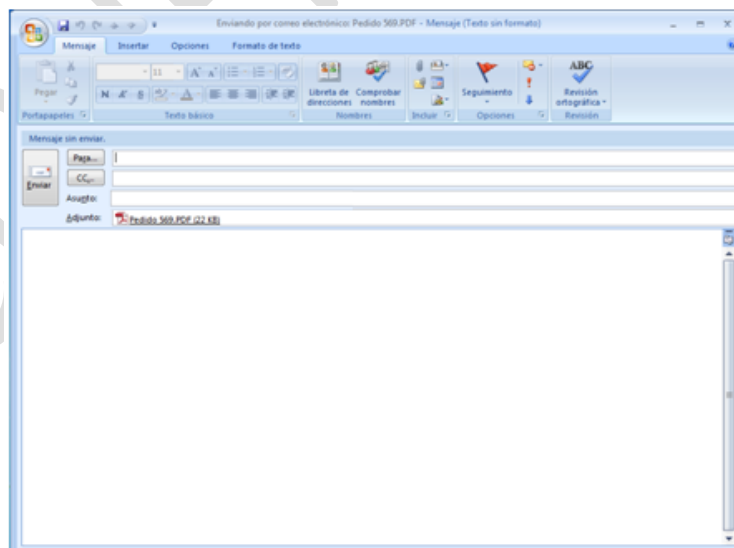 Enviando por correo electrónico: Pedido 569.PDF - Mensaje (Texto sin formato)
Mensaje Insertar Opciones Formato de texto
Pegar
11
N K S
Libreta de direcciones
Comprobar nombres
Seguimiento
ABC
Revisión ortográfica
Portapapeles Texto básico Nombres Incluir Opciones Revisión
Mensaje sin enviar.
Enviar
Para...
CC...
Asunto:
Adjunto: Pedido 569.PDF (22 KB)